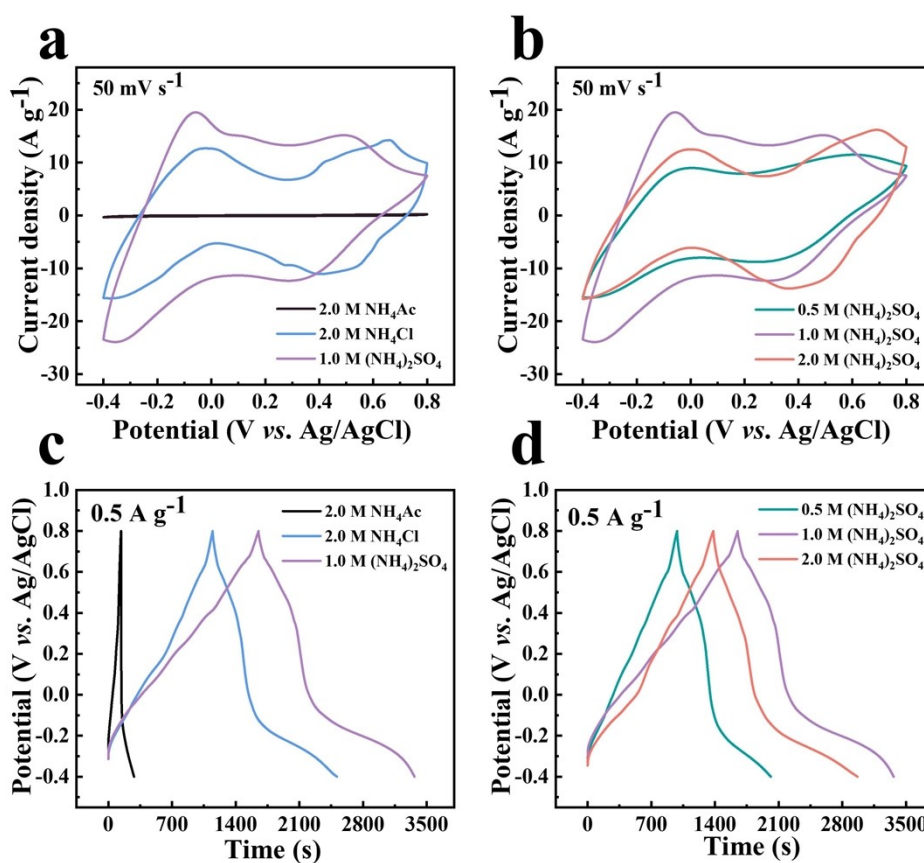 a
50 mV s⁻¹
Current density (A g⁻¹)
20
10
0
-10
-20
-30
2.0 M NH₄Ac
2.0 M NH₄Cl
1.0 M (NH₄)₂SO₄
-0.4 -0.2 0.0 0.2 0.4 0.6 0.8
Potential (V vs. Ag/AgCl)
b
50 mV s⁻¹
Current density (A g⁻¹)
20
10
0
-10
-20
-30
0.5 M (NH₄)₂SO₄
1.0 M (NH₄)₂SO₄
2.0 M (NH₄)₂SO₄
-0.4 -0.2 0.0 0.2 0.4 0.6 0.8
Potential (V vs. Ag/AgCl)
c
0.5 A g⁻¹
Potential (V vs. Ag/AgCl)
1.0
0.8
0.6
0.4
0.2
0.0
-0.2
-0.4
2.0 M NH₄Ac
2.0 M NH₄Cl
1.0 M (NH₄)₂SO₄
0 700 1400 2100 2800 3500
Time (s)
d
0.5 A g⁻¹
Potential (V vs. Ag/AgCl)
1.0
0.8
0.6
0.4
0.2
0.0
-0.2
-0.4
0.5 M (NH₄)₂SO₄
1.0 M (NH₄)₂SO₄
2.0 M (NH₄)₂SO₄
0 700 1400 2100 2800 3500
Time (s)